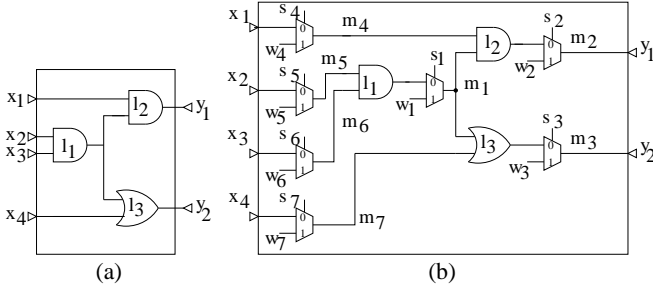 x1 s4 m4 s2
0 1 l2 0 1 m2 y1
w4 w2
x2 s5 m5 s1
0 1 l1 0 1 m1
w5 m6 w1
x1 l2 y1
x2 l1
x3
x3 s6 s3
0 1 l3 0 1 m3 y2
w6 w3
x4 l3 y2
x4 s7
0 1 m7
w7
(a) (b)